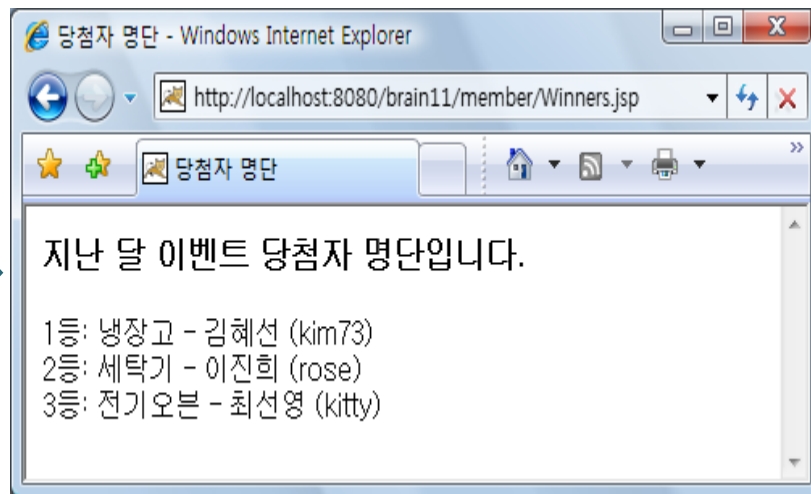 당첨자 명단 - Windows Internet Explorer
http://localhost:8080/brain11/member/Winners.jsp
당첨자 명단
지난 달 이벤트 당첨자 명단입니다.
1등: 냉장고 - 김혜선 (kim73)
2등: 세탁기 - 이진희 (rose)
3등: 전기오븐 - 최선영 (kitty)